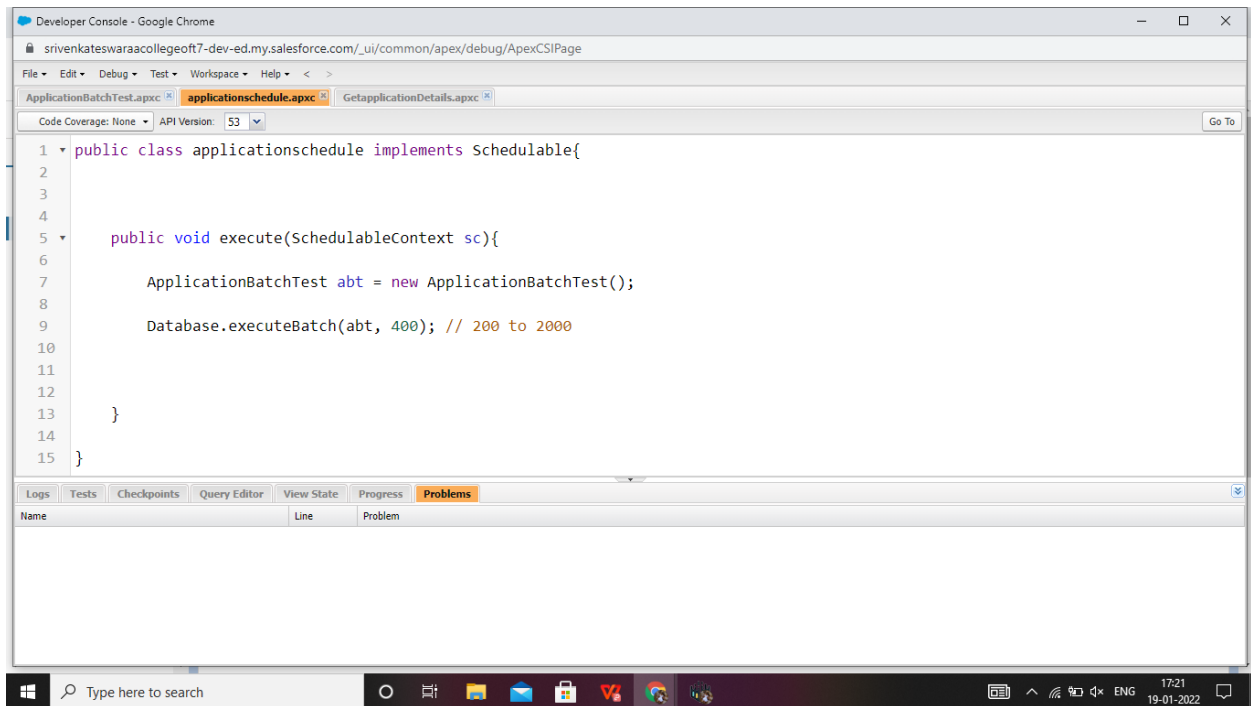 Developer Console - Google Chrome
srivenkateswaraacollegeoft7-dev-ed.my.salesforce.com/_ui/common/apex/debug/ApexCSIPage
File Edit Debug Test Workspace Help < >
ApplicationBatchTest.apxc applicationschedule.apxc GetapplicationDetails.apxc
Code Coverage: None API Version: 53 Go To
1 public class applicationschedule implements Schedulable{
2
3
4
5 public void execute(SchedulableContext sc){
6
7 ApplicationBatchTest abt = new ApplicationBatchTest();
8
9 Database.executeBatch(abt, 400); // 200 to 2000
10
11
12
13 }
14
15 }
Logs Tests Checkpoints Query Editor View State Progress Problems
Name Line Problem
Type here to search ENG 17:21
19-01-2022